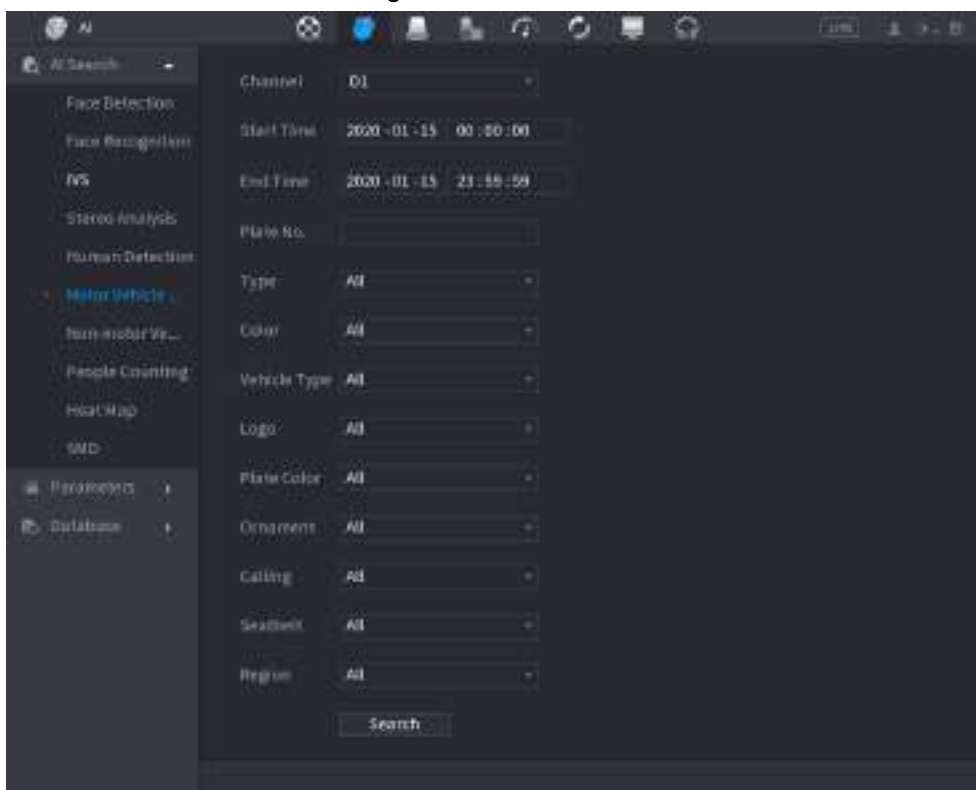 AI
LIVE
AI Search
Face Detection
Face Recognition
IVS
Stereo Analysis
Human Detection
Motor Vehicle ...
Non-motor Ve...
People Counting
Heat Map
SMD
Parameters
Database
Channel D1
Start Time 2020 - 01 - 15 00 : 00 : 00
End Time 2020 - 01 - 15 23 : 59 : 59
Plate No.
Type All
Color All
Vehicle Type All
Logo All
Plate Color All
Ornament All
Calling All
Seatbelt All
Region All
Search